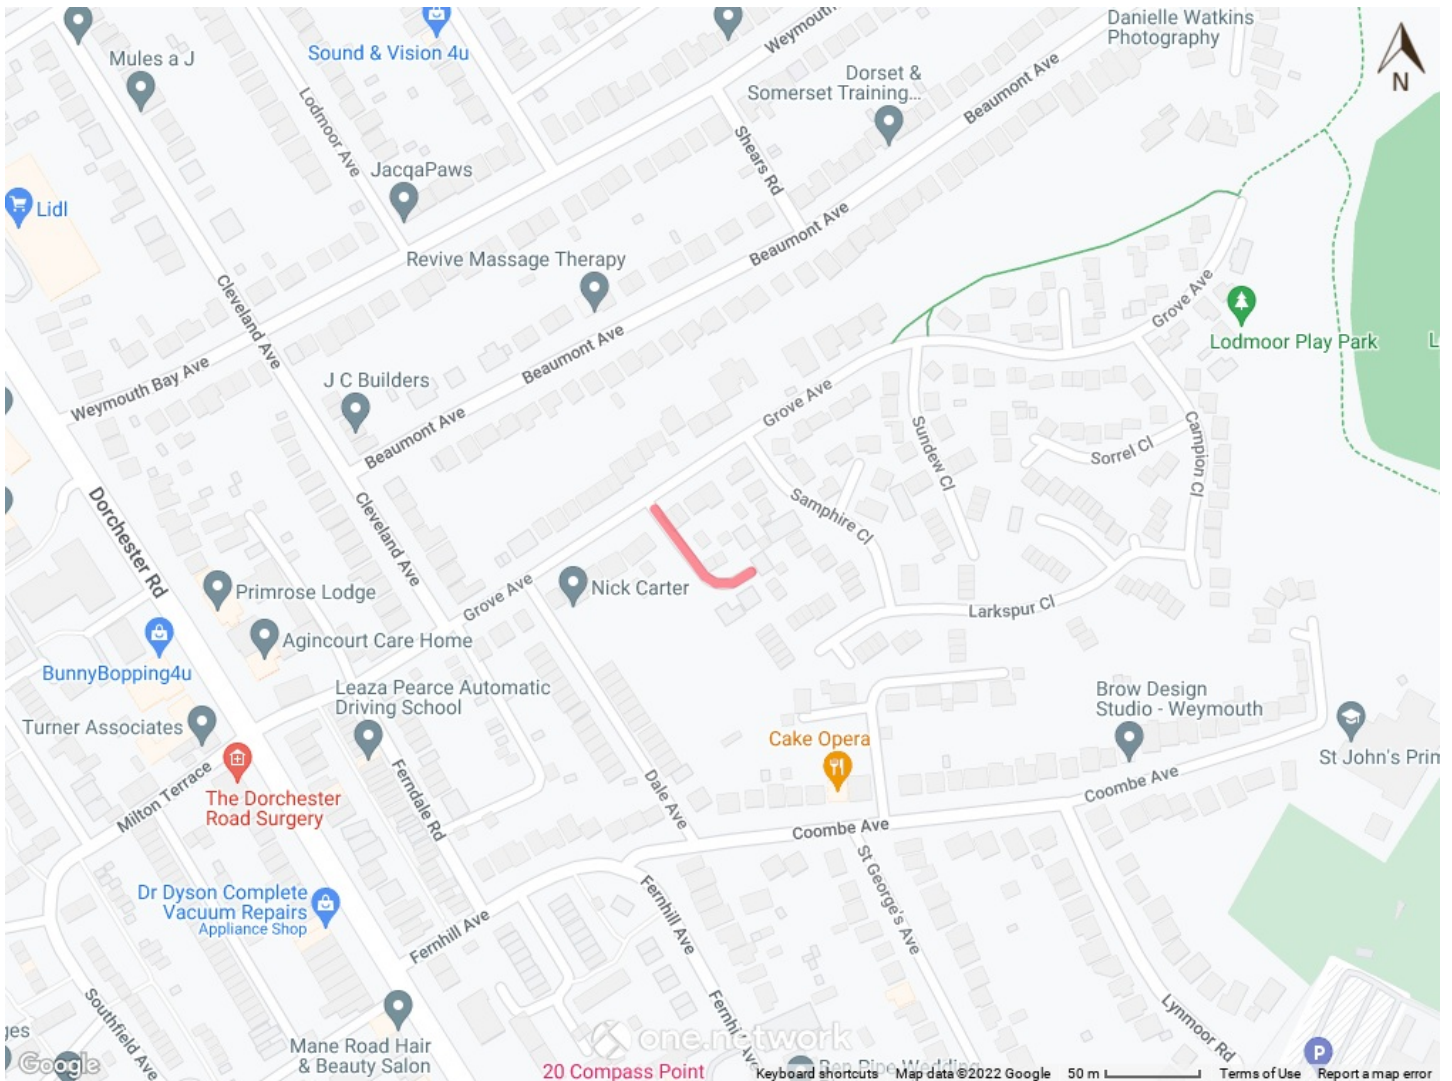 Danielle Watkins
Photography
Sound & Vision 4u
Weymouth
Mules a J
Dorset &
Somerset Training...
Beaumont Ave
N
Lodmoor Ave
Shears Rd
JacqaPaws
Lidl
Beaumont Ave
Revive Massage Therapy
Cleveland Ave
Grove Ave
Lodmoor Play Park
L
Beaumont Ave
Weymouth Bay Ave
J C Builders
Grove Ave
Beaumont Ave
Sundew Cl
Sorrel Cl
Campion Cl
Dorchester Rd
Cleveland Ave
Samphire Cl
Primrose Lodge
Grove Ave
Nick Carter
Larkspur Cl
Agincourt Care Home
BunnyBopping4u
Leaza Pearce Automatic
Driving School
Brow Design
Studio - Weymouth
Turner Associates
Cake Opera
St John's Prim
Milton Terrace
The Dorchester
Road Surgery
Ferndale Rd
Dale Ave
Coombe Ave
Coombe Ave
Dr Dyson Complete
Vacuum Repairs
Appliance Shop
Fernhill Ave
Fernhill Ave
St George's Ave
Southfield Ave
Lynmoor Rd
ges
Mane Road Hair
& Beauty Salon
one.network
P
Google
20 Compass Point
Keyboard shortcuts
Map data ©2022 Google
50 m
Terms of Use
Report a map error